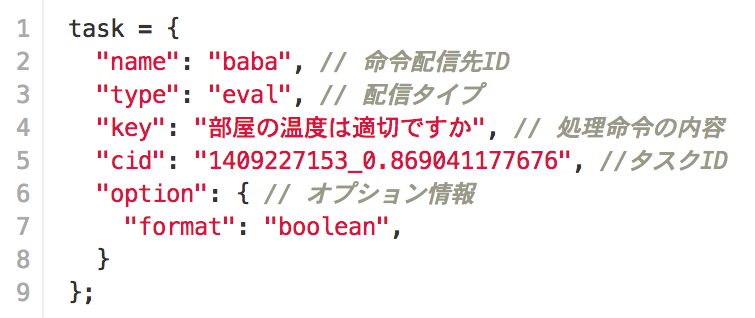 1 task = {
2 "name": "baba", // 命令配信先ID
3 "type": "eval", // 配信タイプ
4 "key": "部屋の温度は適切ですか", // 処理命令の内容
5 "cid": "1409227153_0.869041177676", //タスクID
6 "option": { // オプション情報
7 "format": "boolean",
8 }
9 };